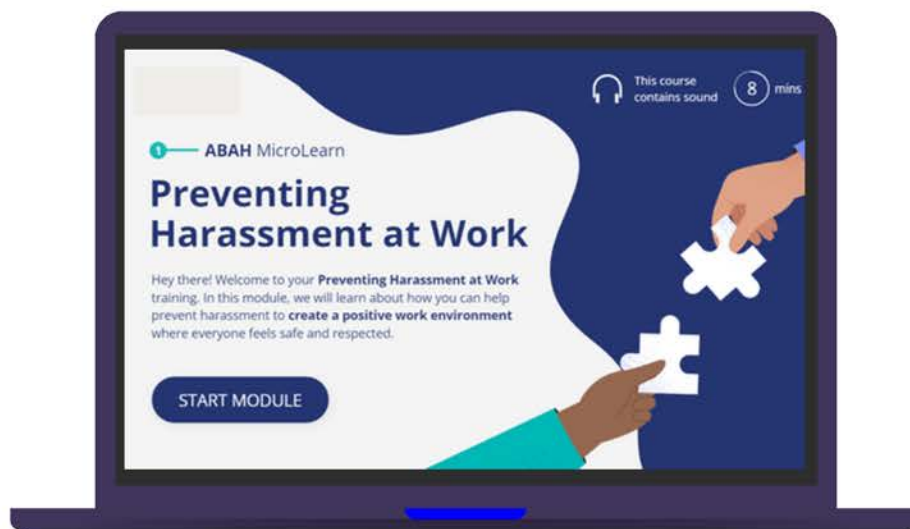 This course
contains sound
8 mins
1 ABAH MicroLearn
Preventing
Harassment at Work
Hey there! Welcome to your Preventing Harassment at Work
training. In this module, we will learn about how you can help
prevent harassment to create a positive work environment
where everyone feels safe and respected.
START MODULE